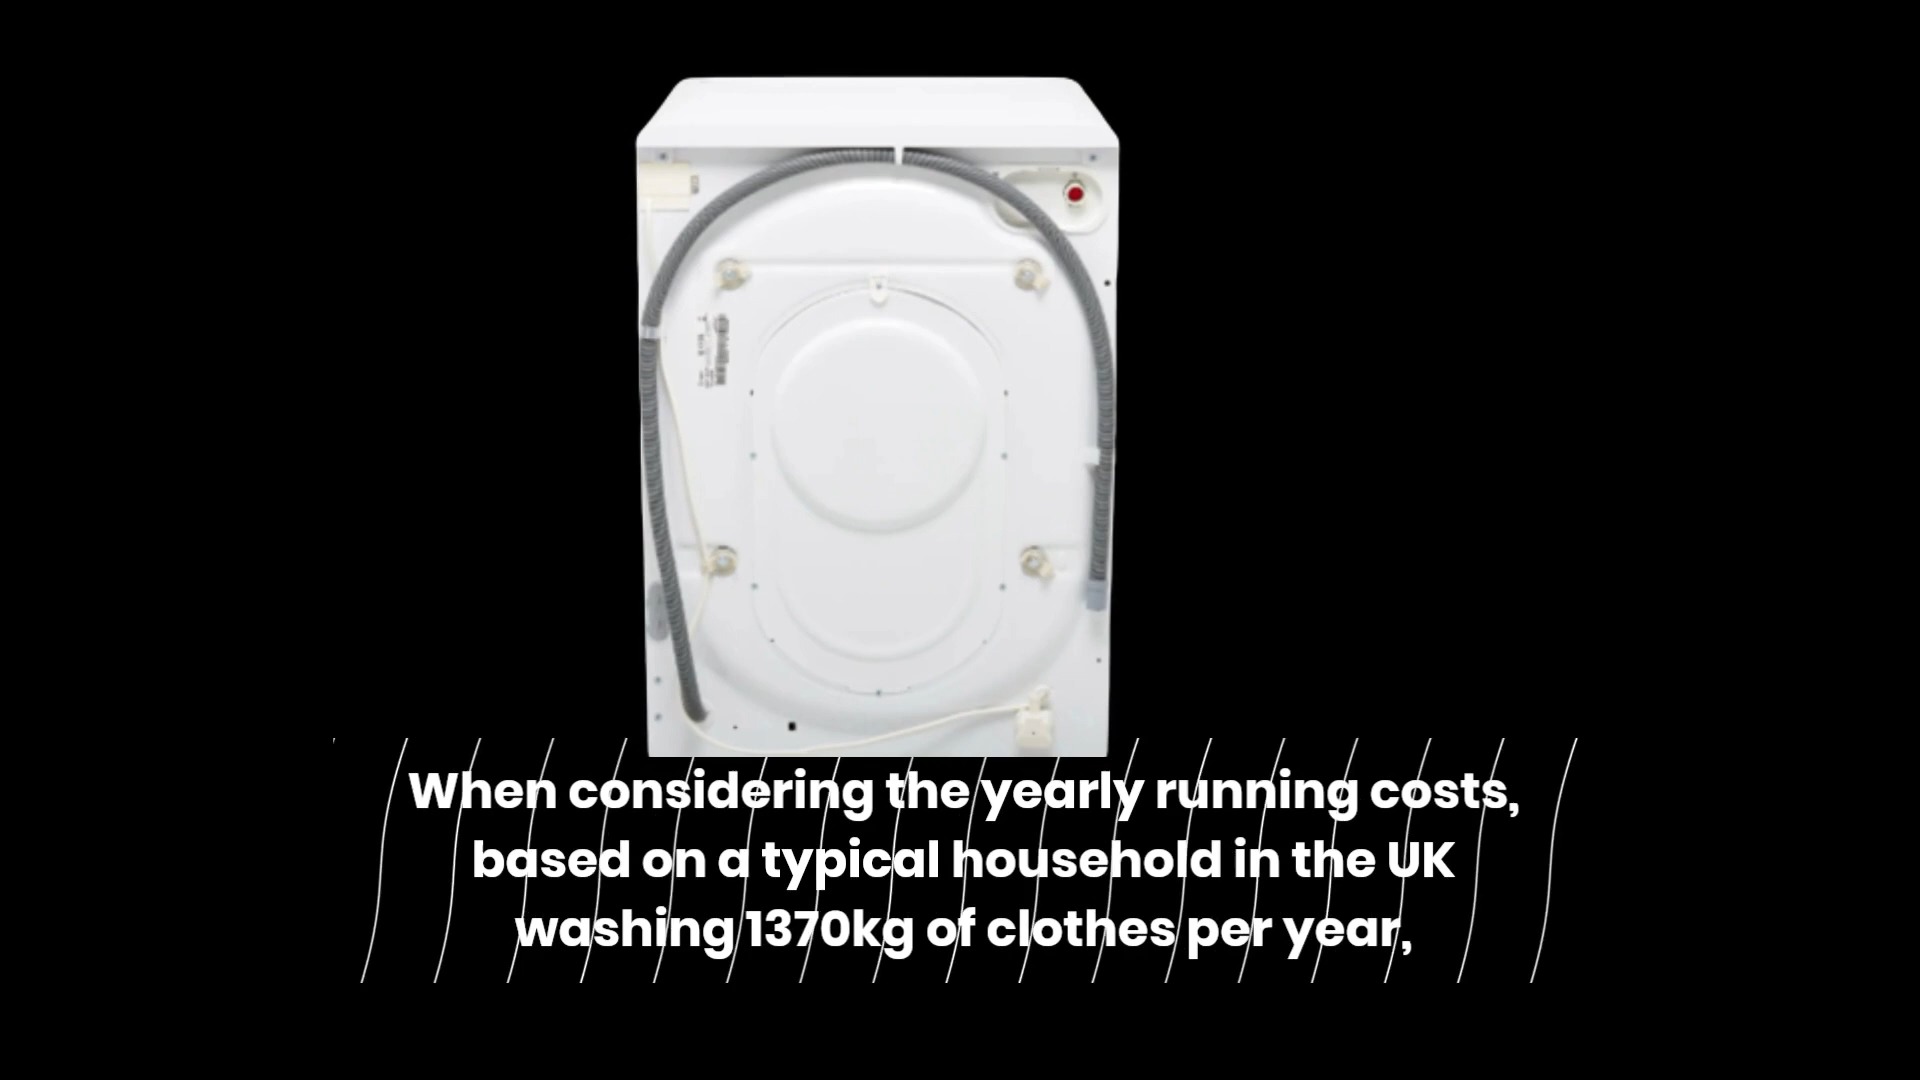 When considering the yearly running costs,
based on a typical household in the UK
washing 1370kg of clothes per year,